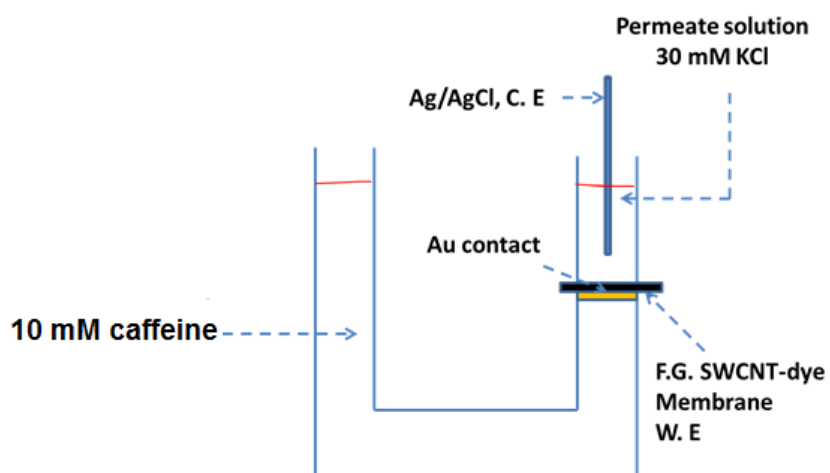 Permeate solution
30 mM KCl
Ag/AgCl, C. E
Au contact
10 mM caffeine
F.G. SWCNT-dye
Membrane
W. E